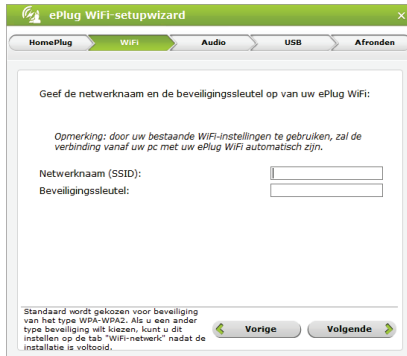 ePlug WiFi-setupwizard
HomePlug
WiFi
Audio
USB
Afronden
Geef de netwerknaam en de beveiligingssleutel op van uw ePlug WiFi:
Opmerking: door uw bestaande WiFi-instellingen te gebruiken, zal de
verbinding vanaf uw pc met uw ePlug WiFi automatisch zijn.
Netwerknaam (SSID):
Beveiligingssleutel:
Standaard wordt gekozen voor beveiliging
van het type WPA-WPA2. Als u een ander
type beveiliging wilt kiezen, kunt u dit
instellen op de tab "WiFi-netwerk" nadat de
installatie is voltooid.
Vorige
Volgende